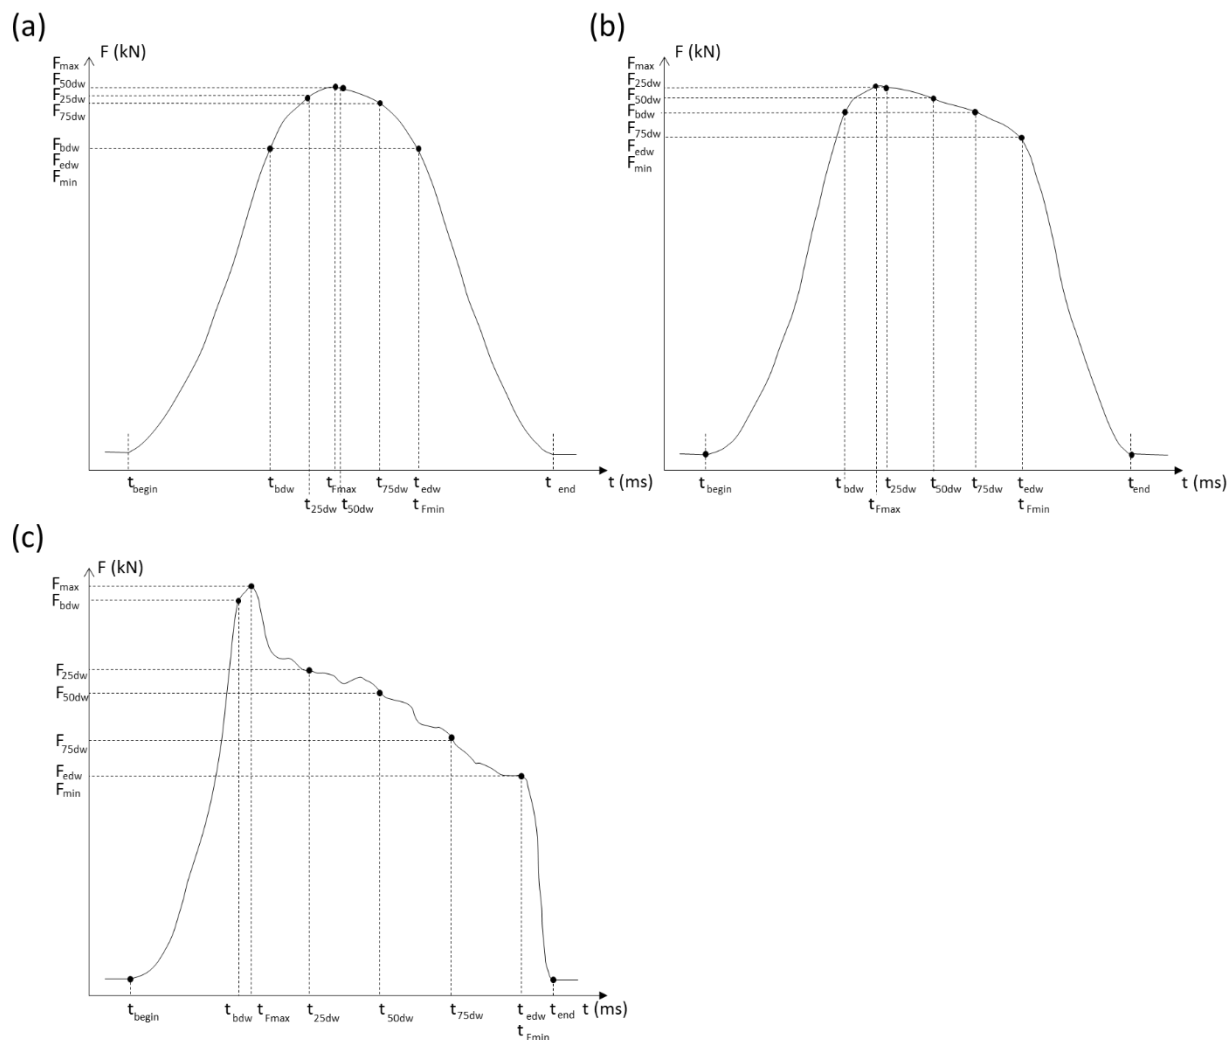 (a)
F (kN)
Fmax
F50dw
F25dw
F75dw
Fbdw
Fedw
Fmin
tbegin
tbdw
tFmax
t75dw
tedw
tend
t (ms)
t25dw
t50dw
tFmin
(b)
F (kN)
Fmax
F25dw
F50dw
Fbdw
F75dw
Fedw
Fmin
tbegin
tbdw
t25dw
t50dw
t75dw
tedw
tend
t (ms)
tFmax
tFmin
(c)
F (kN)
Fmax
Fbdw
F25dw
F50dw
F75dw
Fedw
Fmin
tbegin
tbdw
tFmax
t25dw
t50dw
t75dw
tedw
tend
t (ms)
tFmin